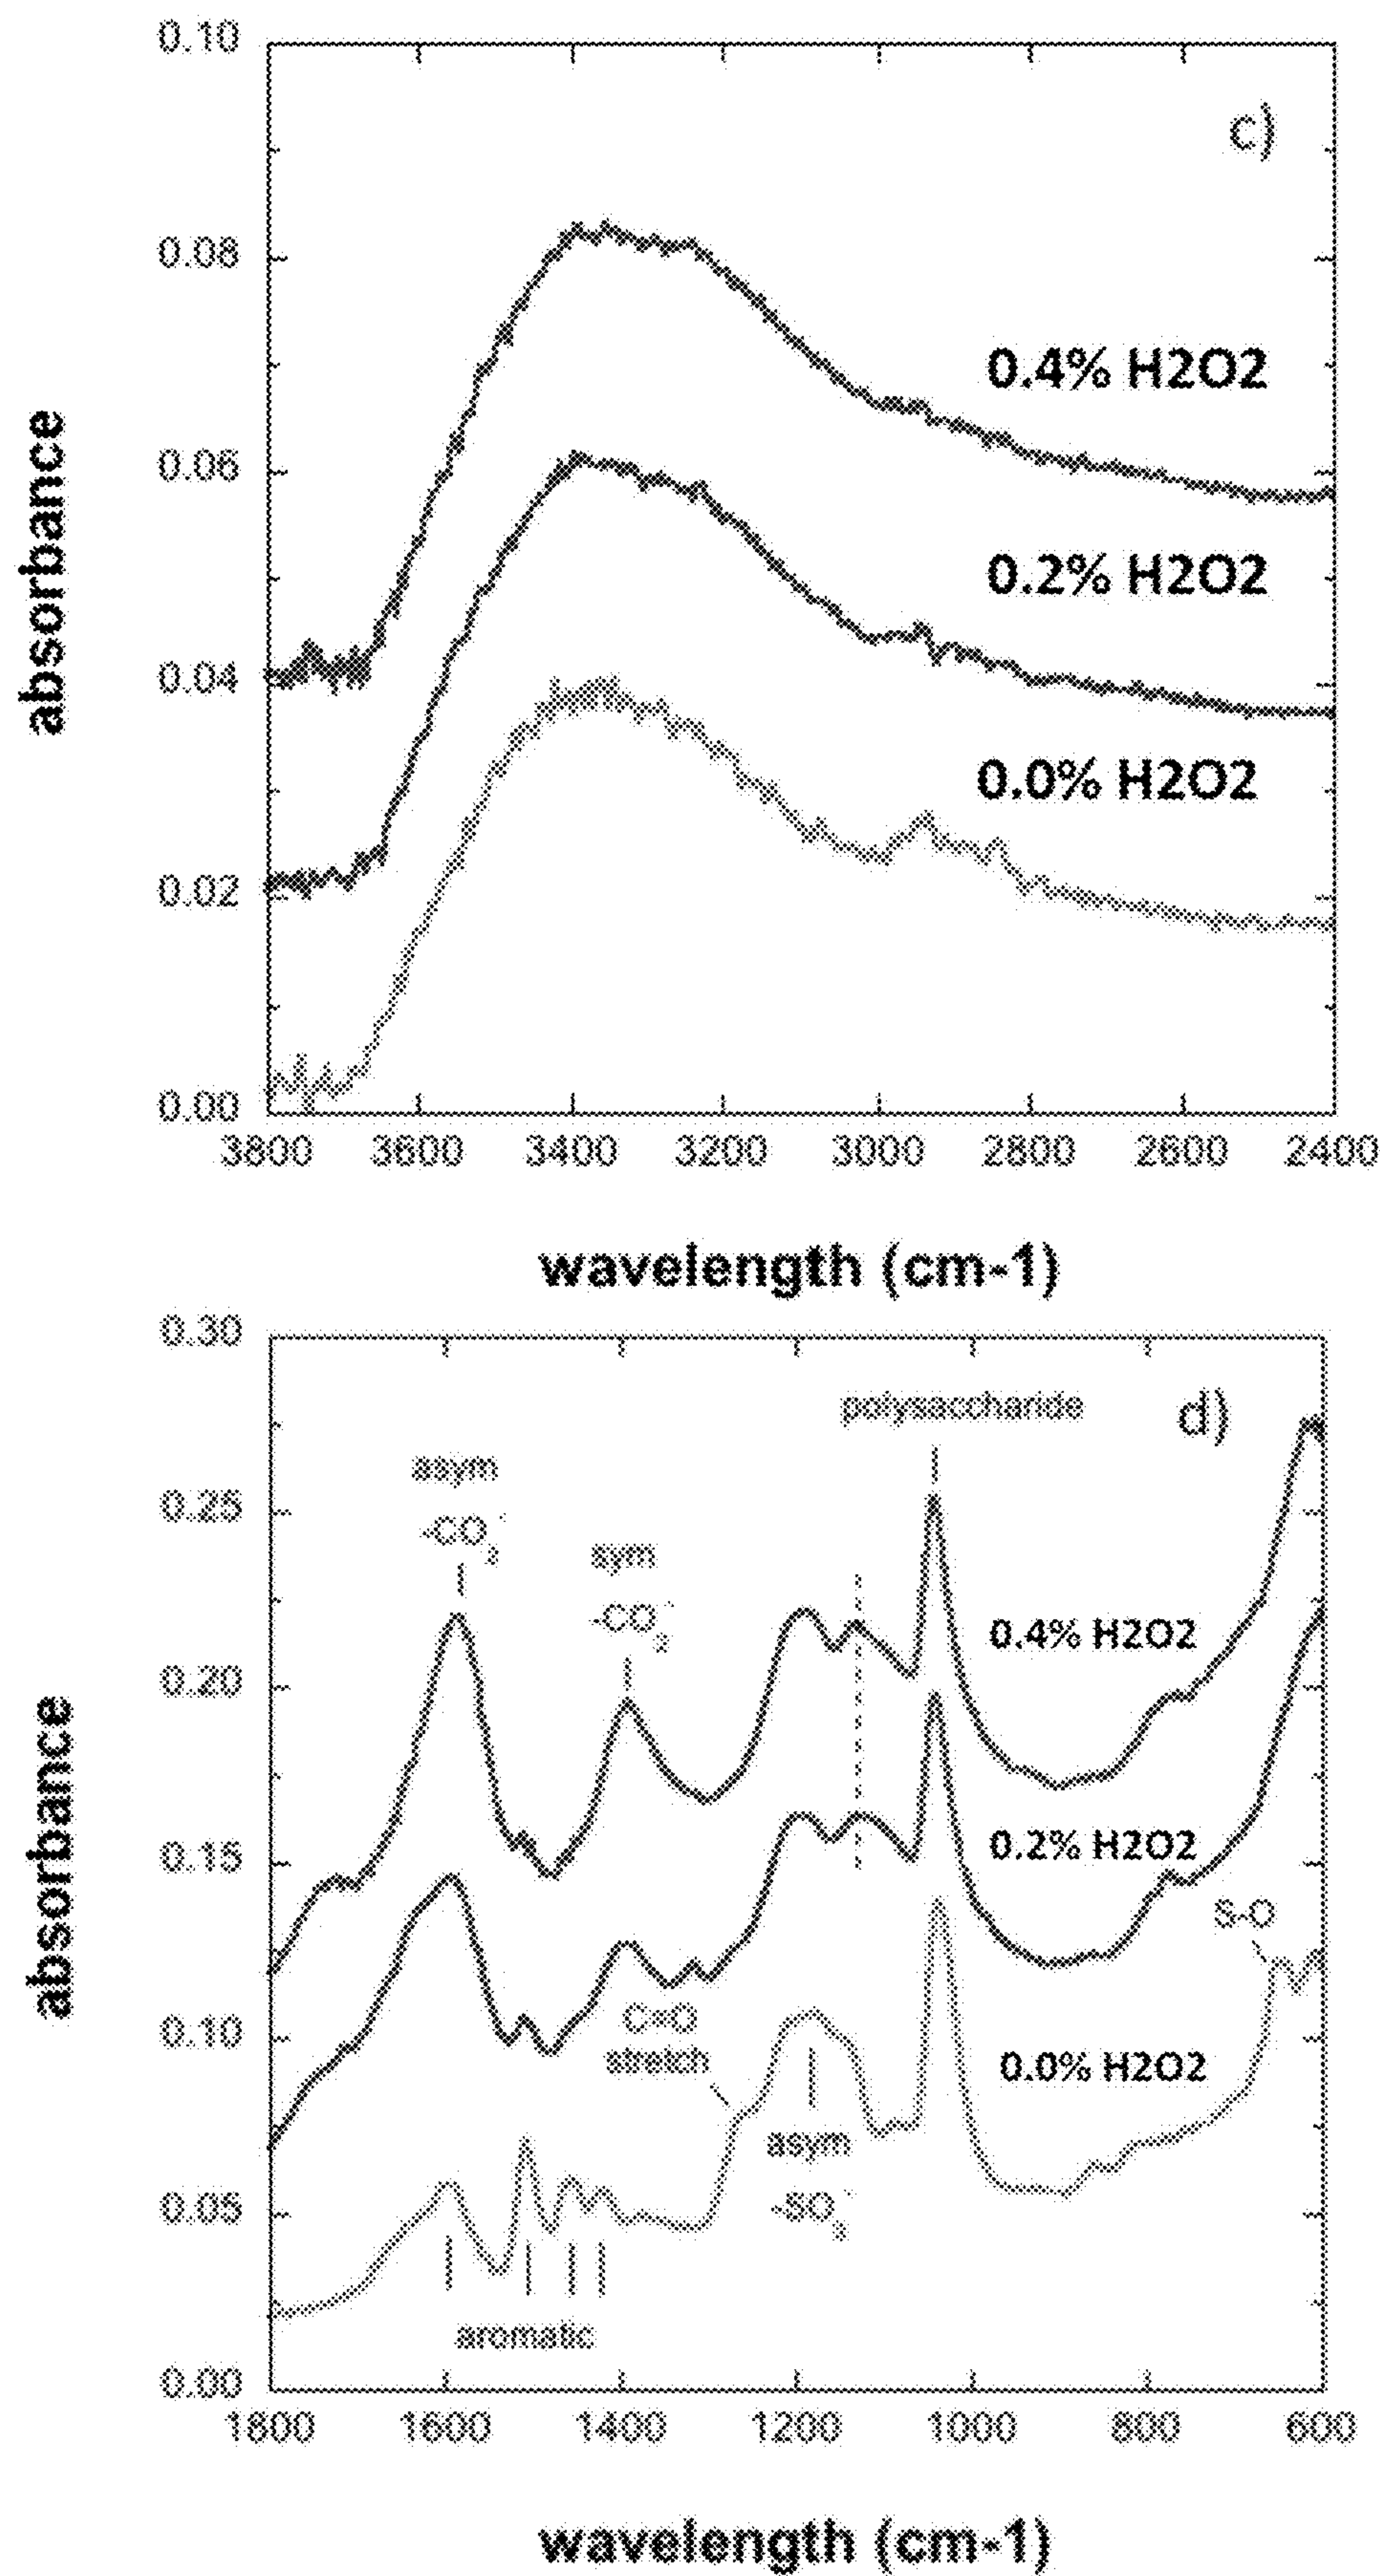 0.10
c)
0.08
0.4% H2O2
0.06
0.2% H2O2
0.04
0.0% H2O2
0.02
0.00
absorbance
3800 3600 3400 3200 3000 2800 2600 2400
wavelength (cm-1)
0.30
polysaccharide
d)
asym
-CO2-
0.25
sym
-CO2-
0.4% H2O2
0.20
0.2% H2O2
0.15
S-O
0.10
C=O
stretch
0.0% H2O2
asym
-SO3-
0.05
aromatic
0.00
absorbance
1800 1600 1400 1200 1000 800 600
wavelength (cm-1)